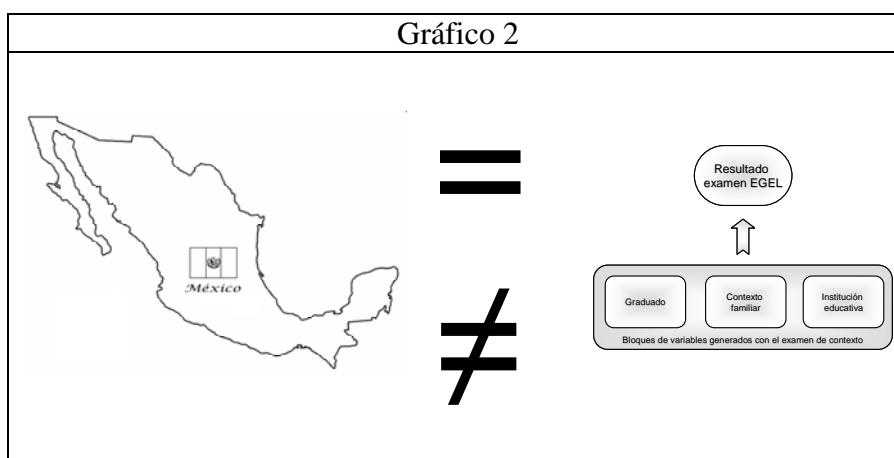 Gráfico 2
México
=
≠
Resultado
examen EGEL
Graduado
Contexto
familiar
Institución
educativa
Bloques de variables generados con el examen de contexto